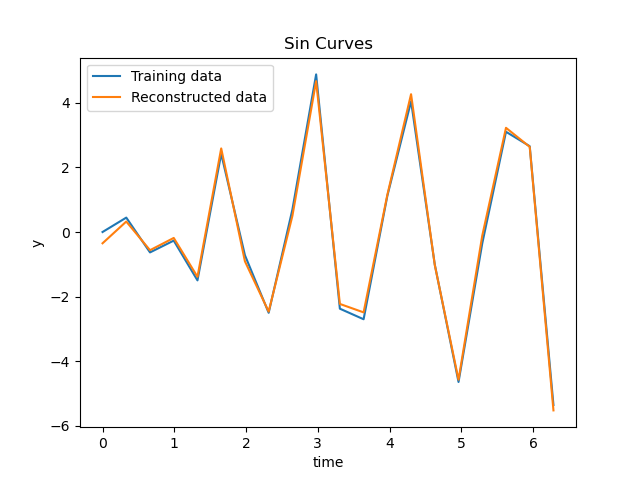 Sin Curves
Training data
Reconstructed data
4
2
0
−2
−4
−6
y
0 1 2 3 4 5 6
time